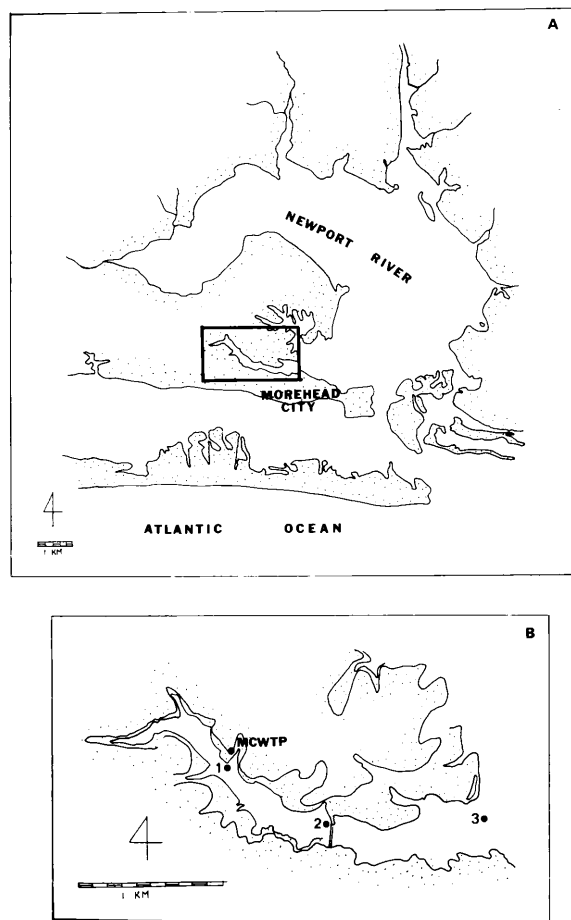 A
NEWPORT RIVER
MOREHEAD
CITY
1 KM
ATLANTIC OCEAN
B
MCWTP
1
2
3
1 KM